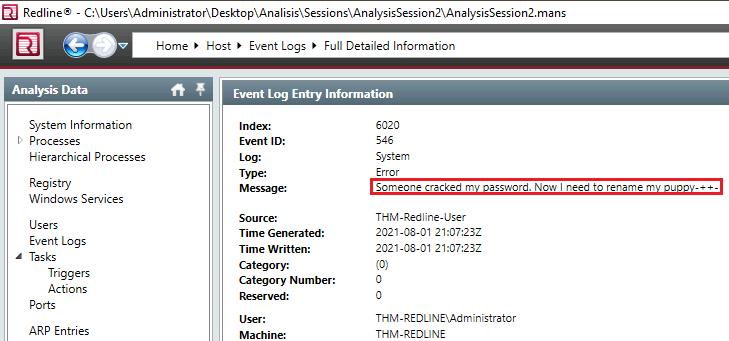 Redline® - C:\Users\Administrator\Desktop\Analisis\Sessions\AnalysisSession2\AnalysisSession2.mans
Home Host Event Logs Full Detailed Information
Analysis Data
System Information
Processes
Hierarchical Processes
Registry
Windows Services
Users
Event Logs
Tasks
Triggers
Actions
Ports
ARP Entries
Event Log Entry Information
Index: 6020
Event ID: 546
Log: System
Type: Error
Message: Someone cracked my password. Now I need to rename my puppy-++-
Source: THM-Redline-User
Time Generated: 2021-08-01 21:07:23Z
Time Written: 2021-08-01 21:07:23Z
Category: (0)
Category Number: 0
Reserved: 0
User: THM-REDLINE\Administrator
Machine: THM-REDLINE